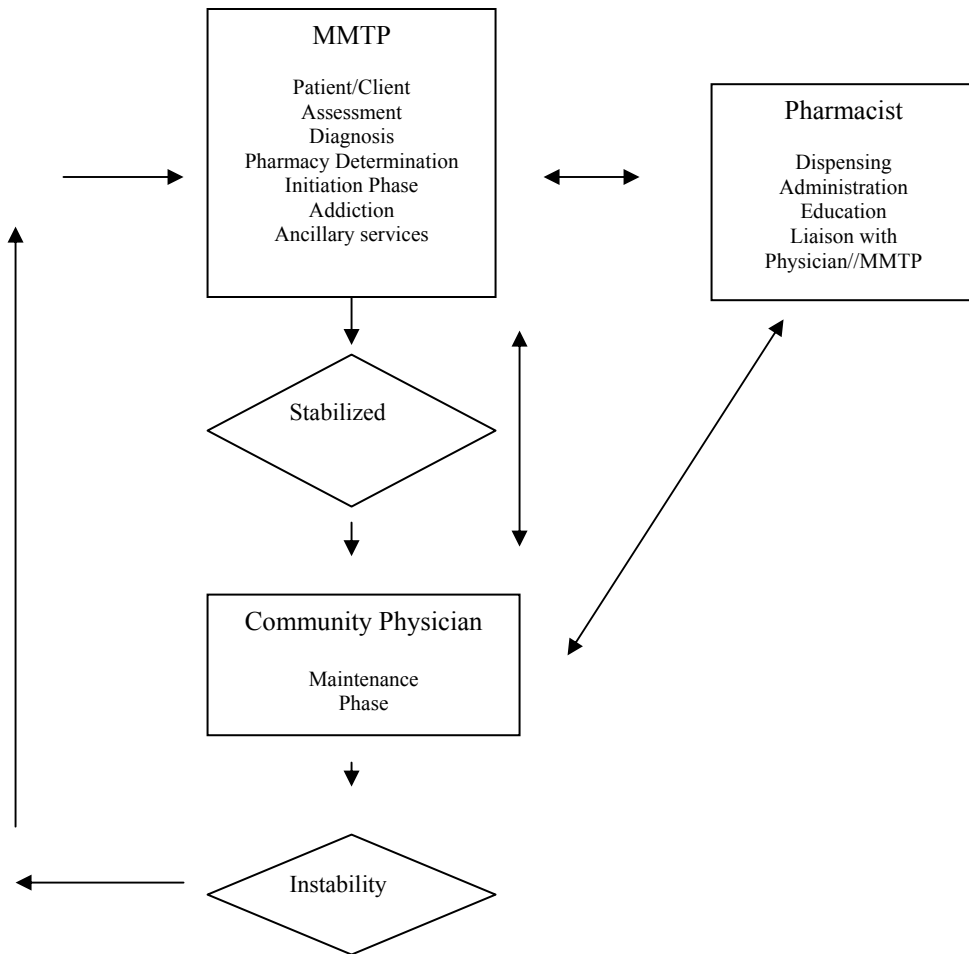 MMTP
Patient/Client
Assessment
Diagnosis
Pharmacy Determination
Initiation Phase
Addiction
Ancillary services
Pharmacist
Dispensing
Administration
Education
Liaison with
Physician//MMTP
Stabilized
Community Physician
Maintenance
Phase
Instability